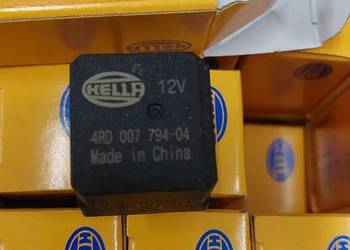 HELLA 12V
4RD 007 794-04
Made in China